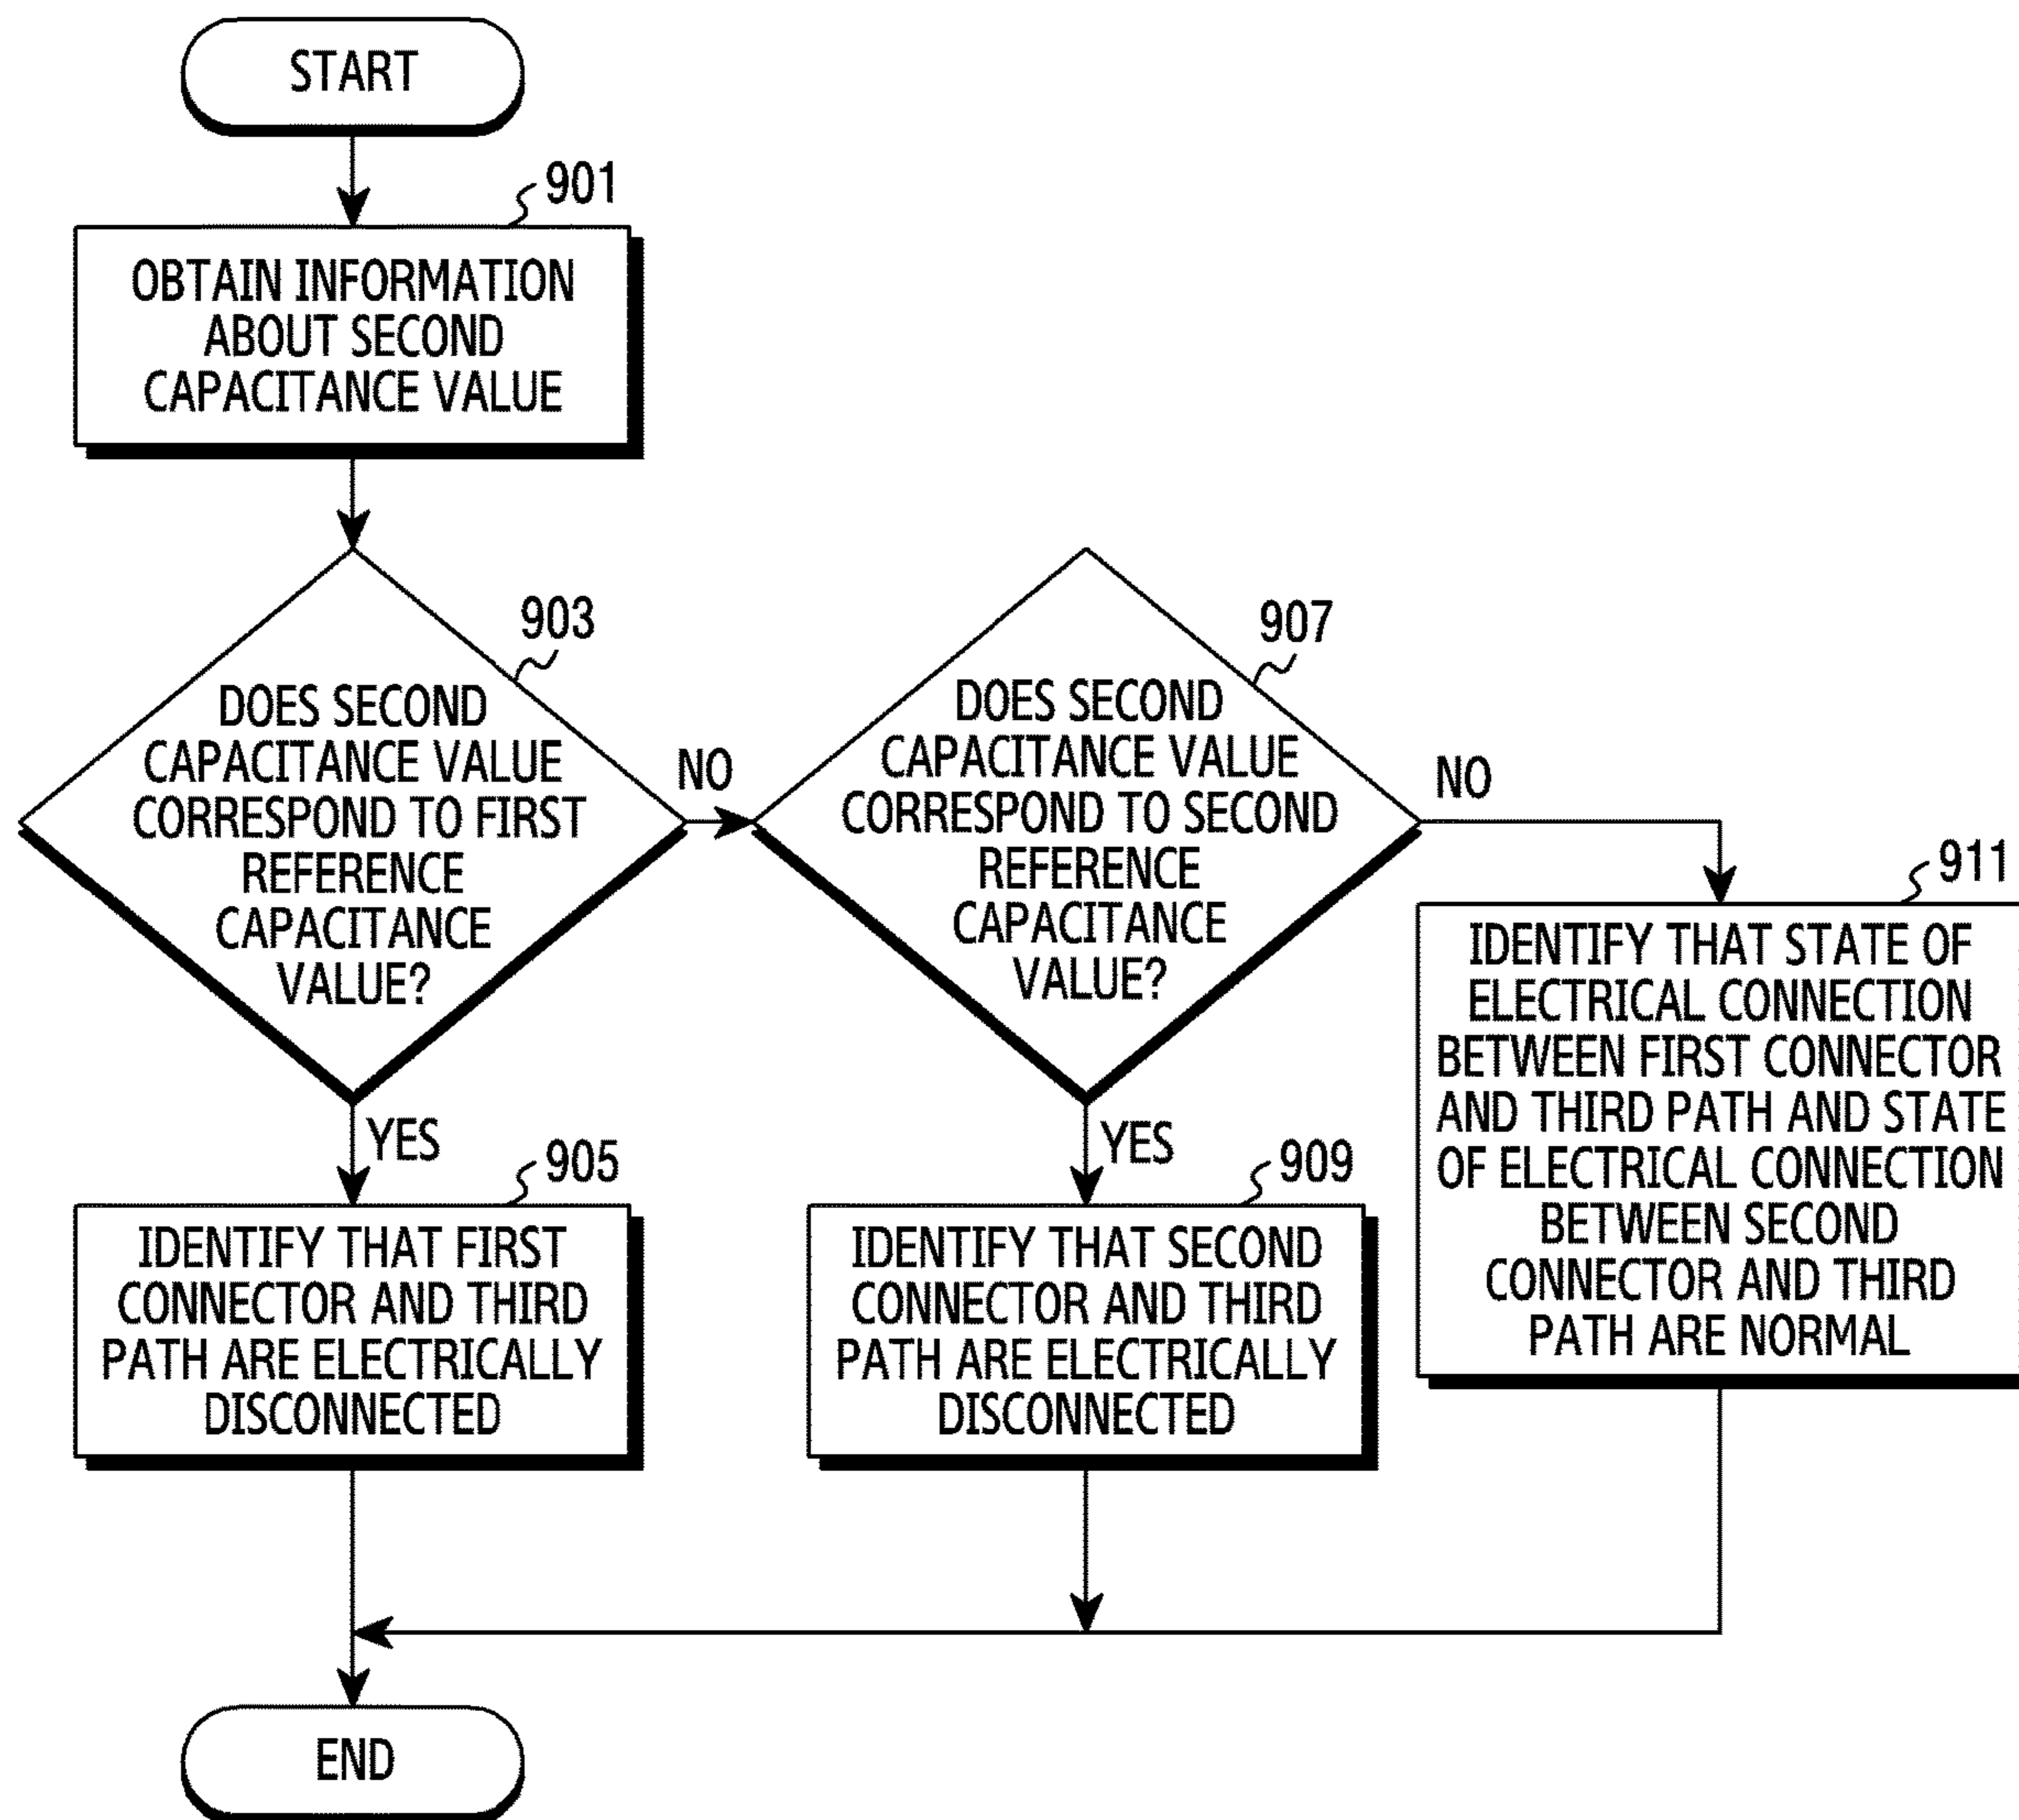 START
901
OBTAIN INFORMATION
ABOUT SECOND
CAPACITANCE VALUE
903
DOES SECOND
CAPACITANCE VALUE
CORRESPOND TO FIRST
REFERENCE
CAPACITANCE
VALUE?
NO
YES
907
DOES SECOND
CAPACITANCE VALUE
CORRESPOND TO SECOND
REFERENCE
CAPACITANCE
VALUE?
NO
YES
905
IDENTIFY THAT FIRST
CONNECTOR AND THIRD
PATH ARE ELECTRICALLY
DISCONNECTED
909
IDENTIFY THAT SECOND
CONNECTOR AND THIRD
PATH ARE ELECTRICALLY
DISCONNECTED
911
IDENTIFY THAT STATE OF
ELECTRICAL CONNECTION
BETWEEN FIRST CONNECTOR
AND THIRD PATH AND STATE
OF ELECTRICAL CONNECTION
BETWEEN SECOND
CONNECTOR AND THIRD
PATH ARE NORMAL
END